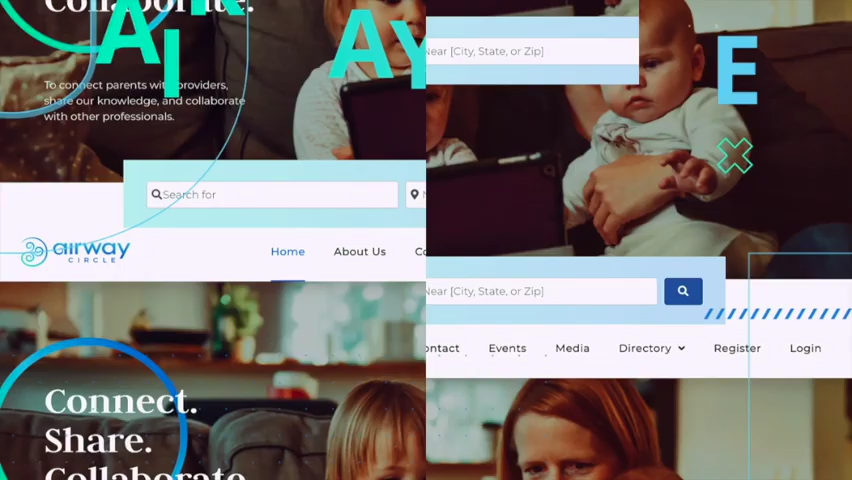 Collaborate.
AIR
AY
E
To connect parents with providers,
share our knowledge, and collaborate
with other professionals.
Near [City, State, or Zip]
Search for
airway
CIRCLE
Home
About Us
Near [City, State, or Zip]
Events
Media
Directory
Register
Login
Connect.
Share.
Collaborate